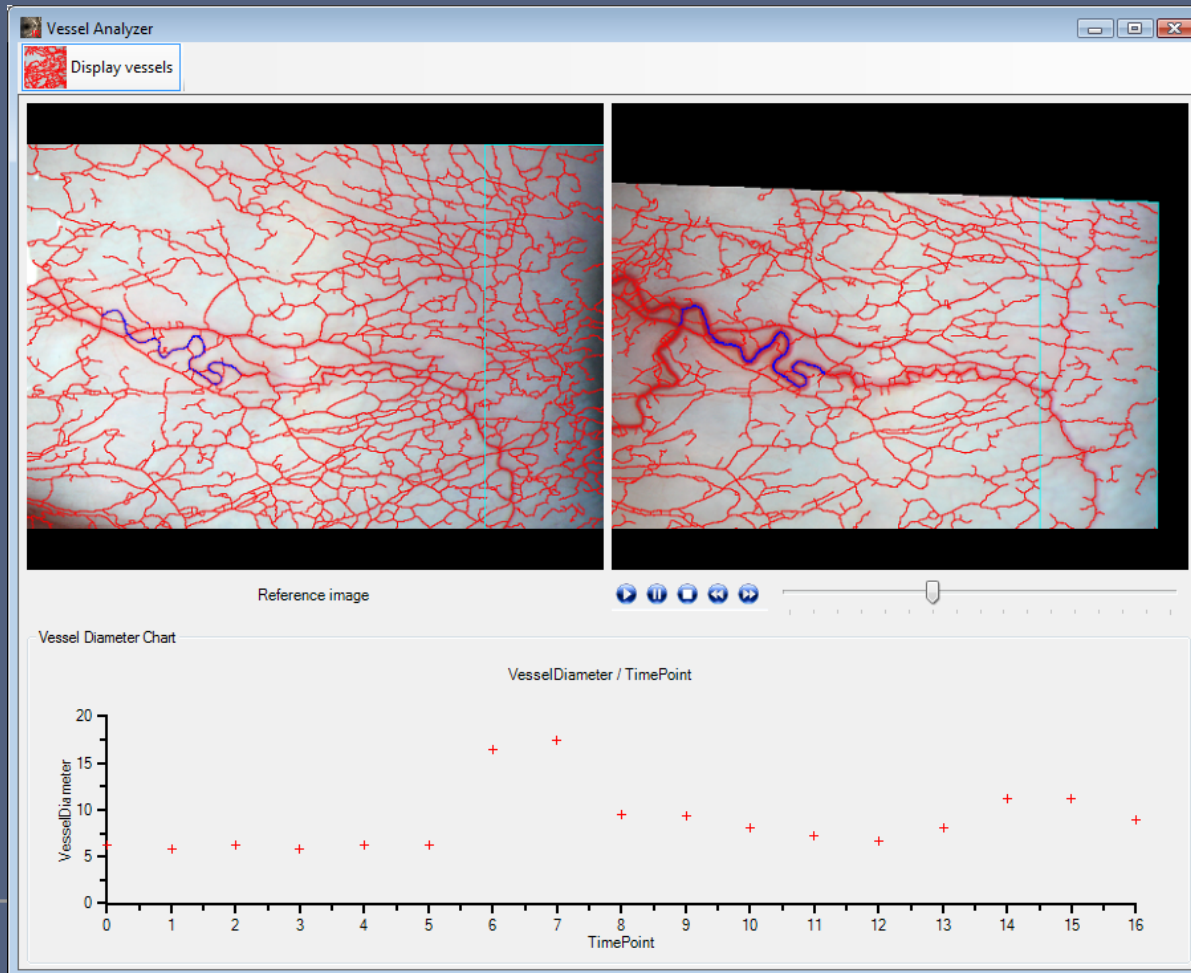 Vessel Analyzer
Display vessels
Reference image
Vessel Diameter Chart
VesselDiameter / TimePoint
VesselDiameter
20
15
10
5
0
0 1 2 3 4 5 6 7 8 9 10 11 12 13 14 15 16
TimePoint